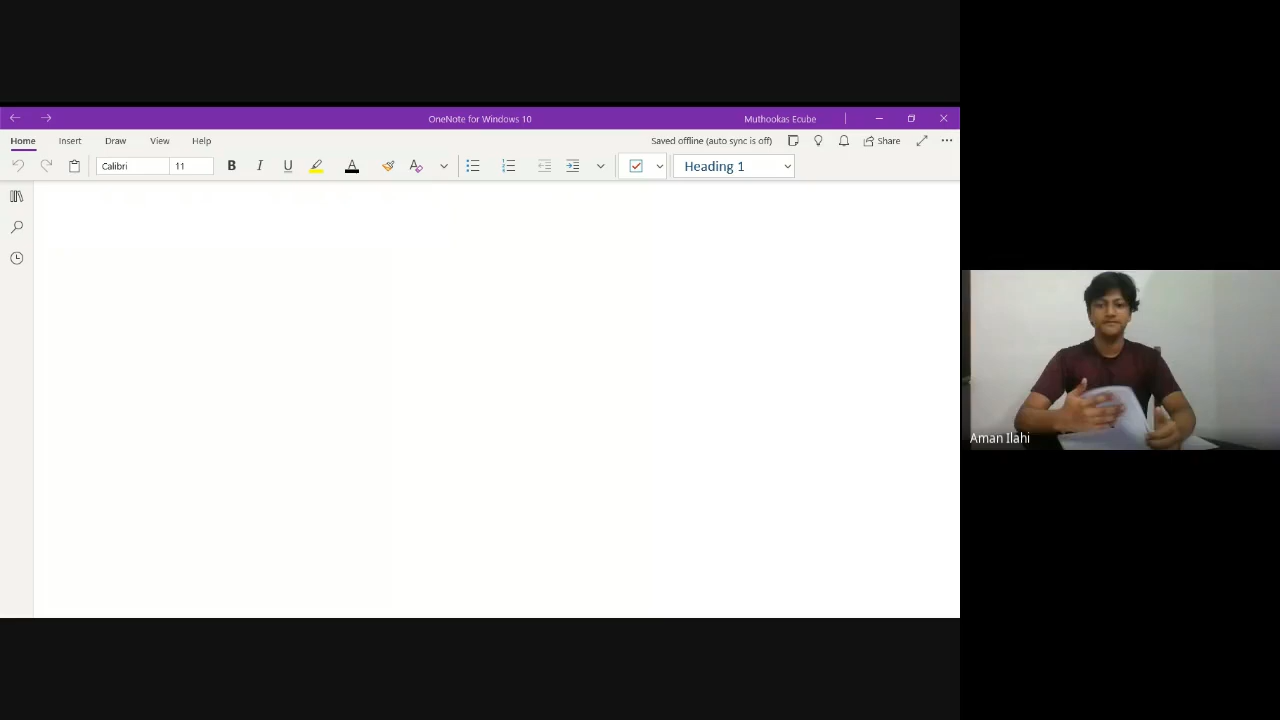 OneNote for Windows 10
Muthookas Ecube
Home Insert Draw View Help
Saved offline (auto sync is off)
Share
Calibri 11 B I U A A Heading 1
Aman Ilahi